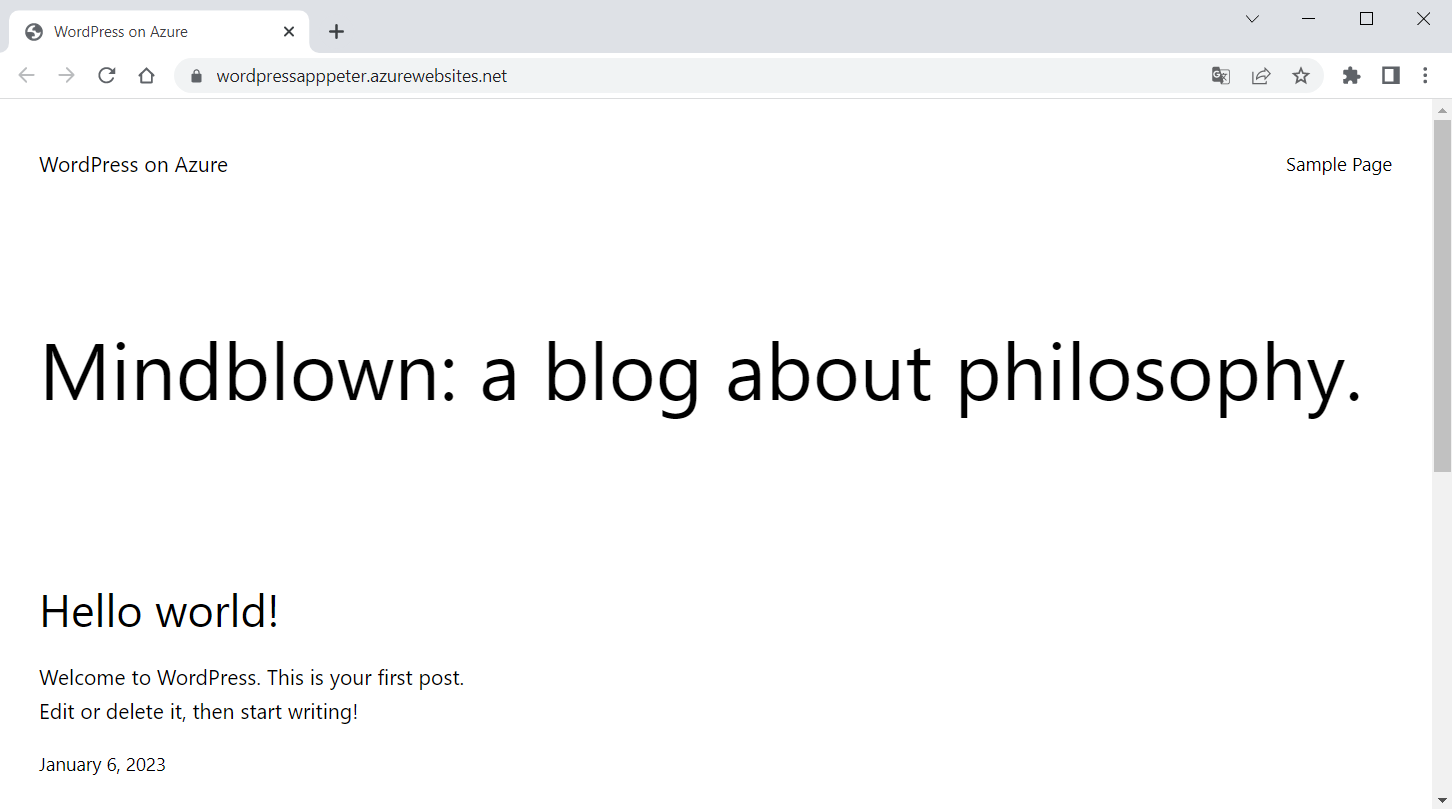 WordPress on Azure
wordpressapppeter.azurewebsites.net
WordPress on Azure
Sample Page
Mindblown: a blog about philosophy.
Hello world!
Welcome to WordPress. This is your first post.
Edit or delete it, then start writing!
January 6, 2023